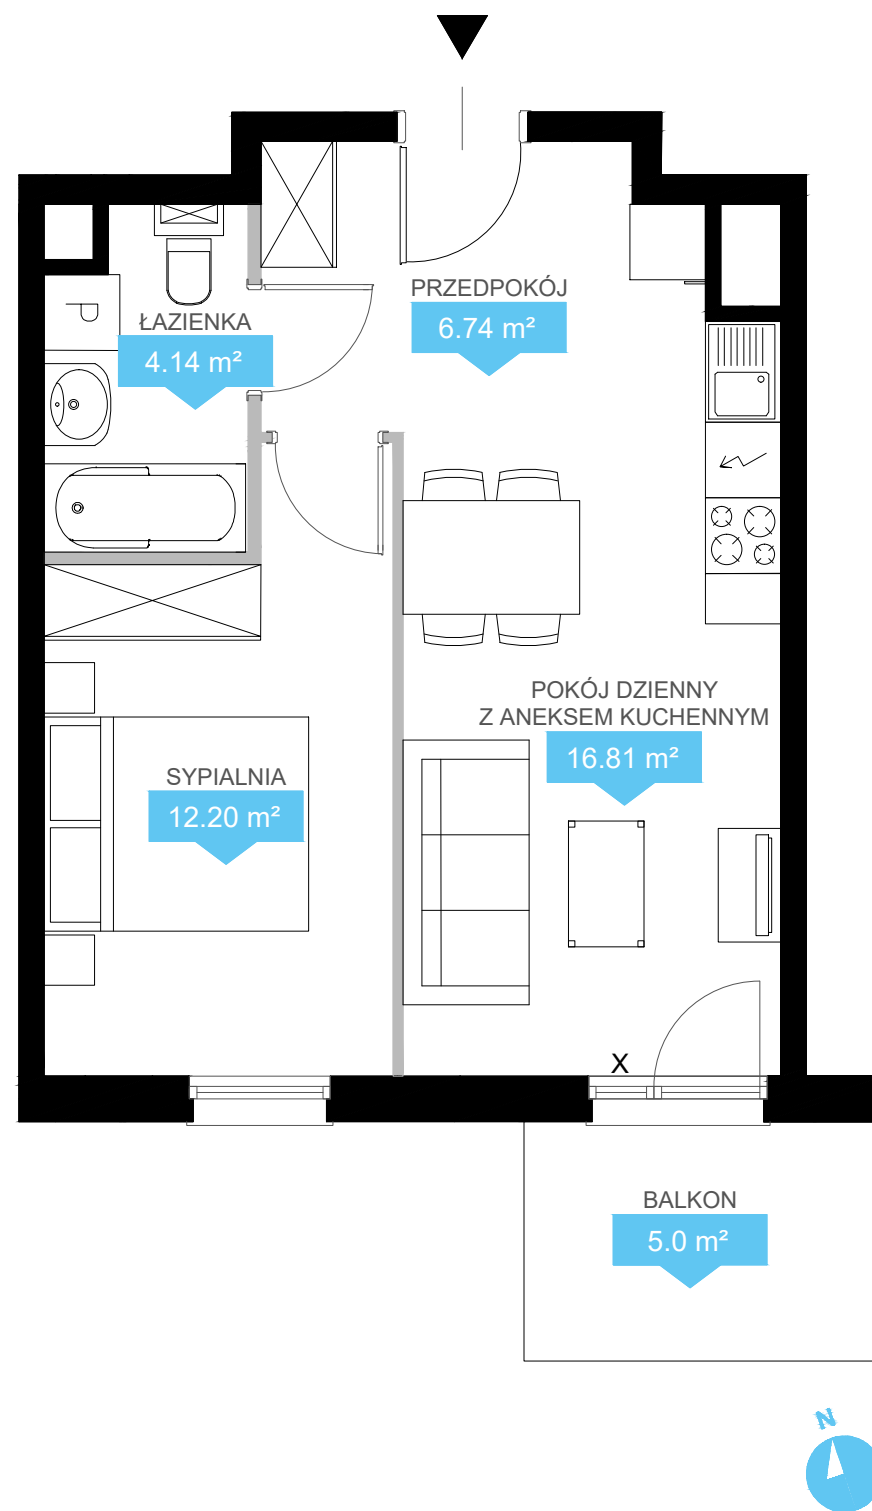 PRZEDPOKÓJ
6.74 m²
ŁAZIENKA
4.14 m²
P
POKÓJ DZIENNY
Z ANEKSEM KUCHENNYM
16.81 m²
SYPIALNIA
12.20 m²
X
BALKON
5.0 m²
N